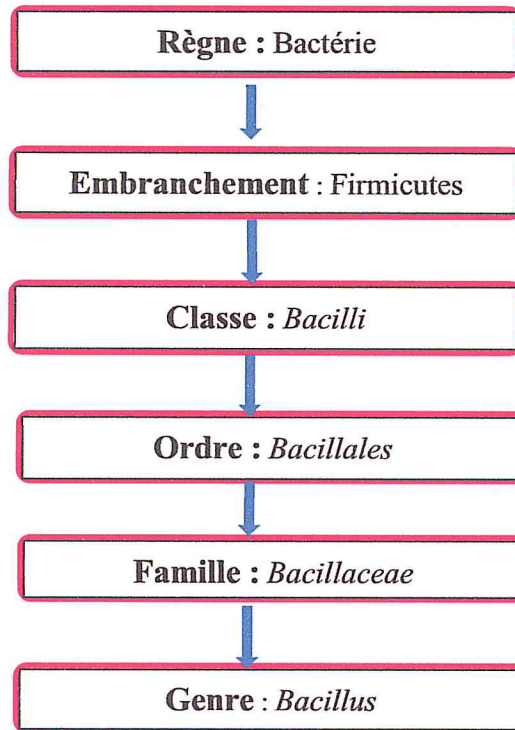 Règne : Bactérie
Embranchement : Firmicutes
Classe : Bacilli
Ordre : Bacillales
Famille : Bacillaceae
Genre : Bacillus